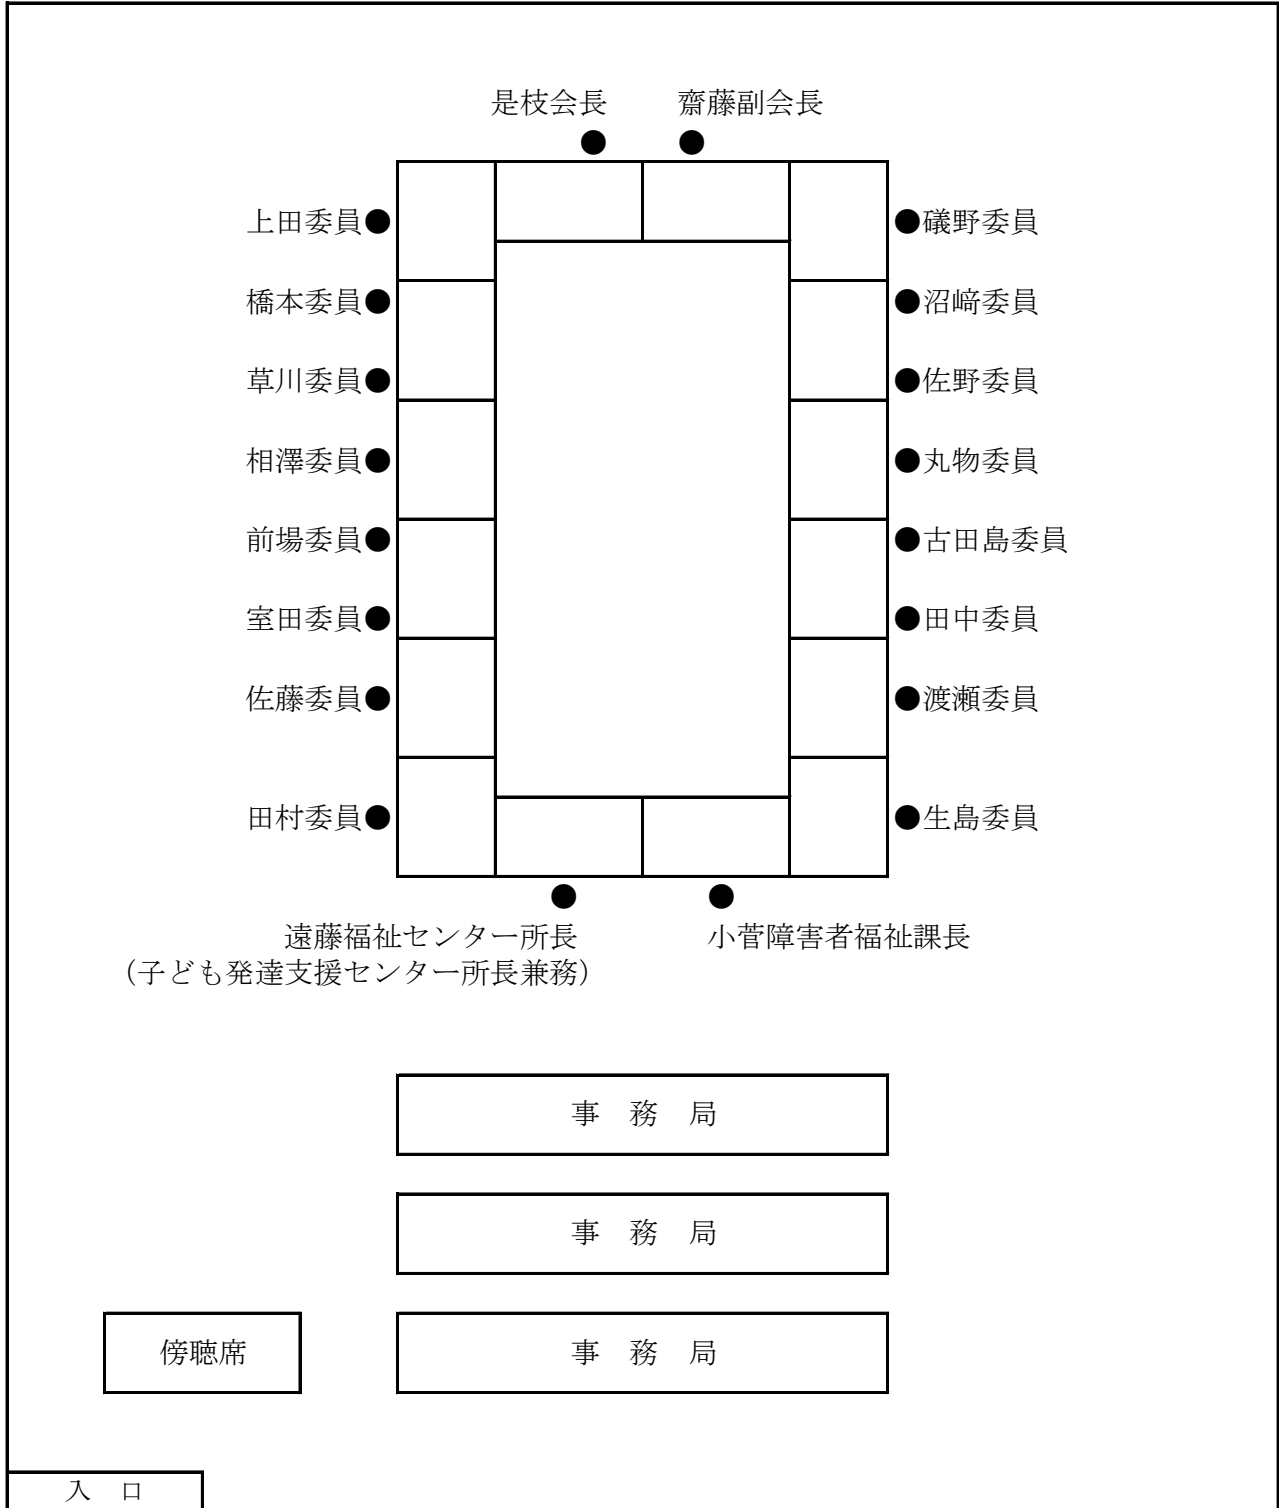 是枝会長　齋藤副会長
上田委員●　●礒野委員
橋本委員●　●沼﨑委員
草川委員●　●佐野委員
相澤委員●　●丸物委員
前場委員●　●古田島委員
室田委員●　●田中委員
佐藤委員●　●渡瀬委員
田村委員●　●生島委員
遠藤福祉センター所長　小菅障害者福祉課長
（子ども発達支援センター所長兼務）
事　務　局
事　務　局
傍聴席　事　務　局
入　口